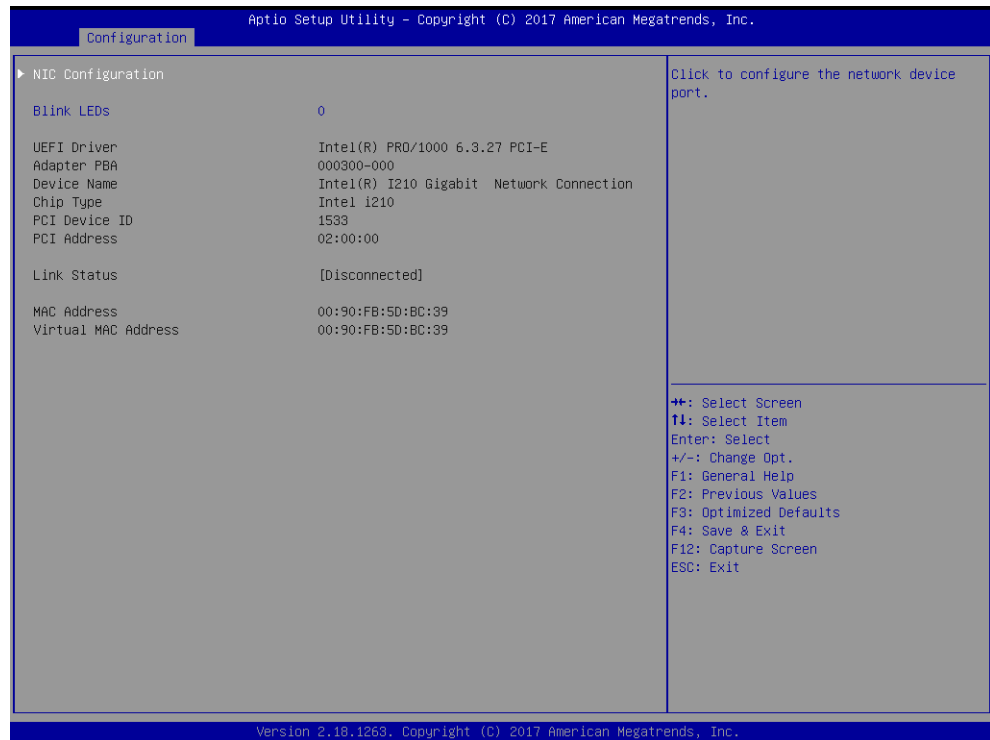 Aptio Setup Utility – Copyright (C) 2017 American Megatrends, Inc.
Configuration
▶ NIC Configuration
Blink LEDs 0
UEFI Driver Intel(R) PRO/1000 6.3.27 PCI-E
Adapter PBA 000300-000
Device Name Intel(R) I210 Gigabit  Network Connection
Chip Type Intel i210
PCI Device ID 1533
PCI Address 02:00:00
Link Status [Disconnected]
MAC Address 00:90:FB:5D:BC:39
Virtual MAC Address 00:90:FB:5D:BC:39
Click to configure the network device
port.
→←: Select Screen
↑↓: Select Item
Enter: Select
+/-: Change Opt.
F1: General Help
F2: Previous Values
F3: Optimized Defaults
F4: Save & Exit
F12: Capture Screen
ESC: Exit
Version 2.18.1263. Copyright (C) 2017 American Megatrends, Inc.